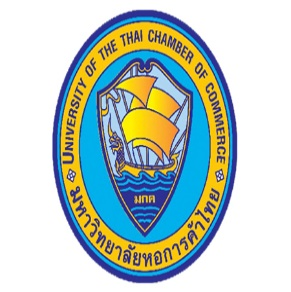 UNIVERSITY OF THE THAI CHAMBER OF COMMERCE
มกค
มหาวิทยาลัยหอการค้าไทย